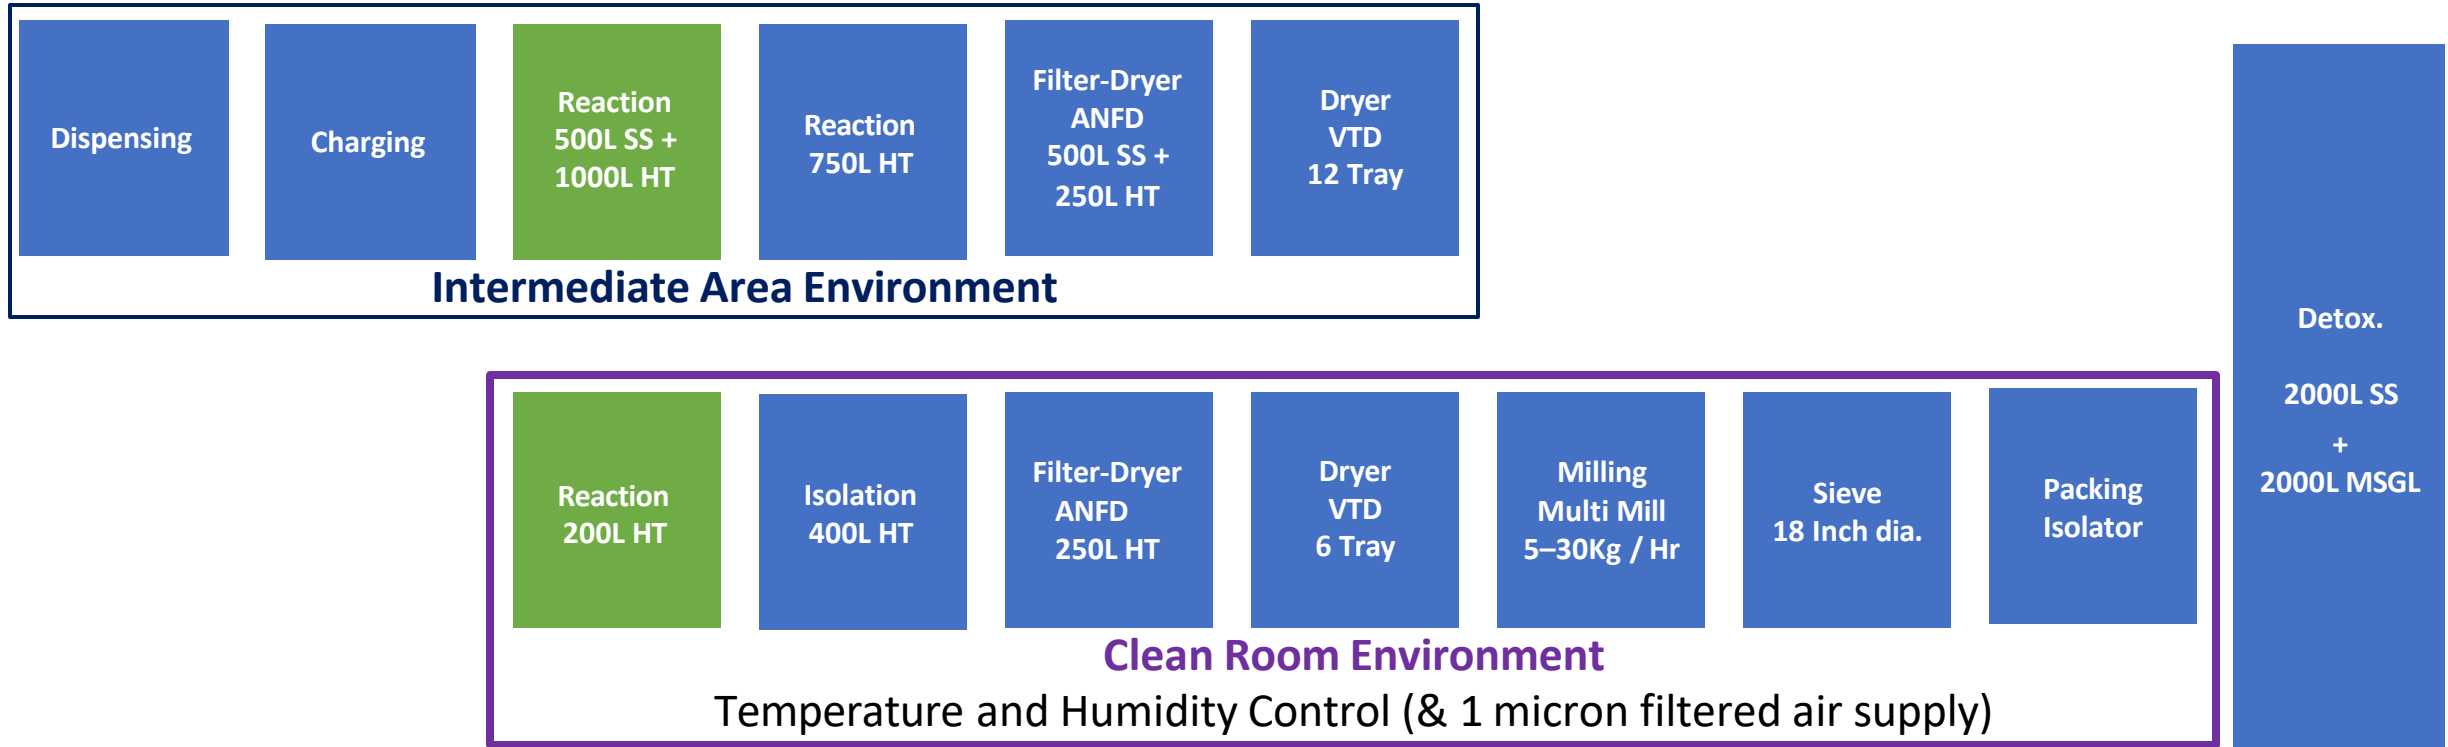 Dispensing
Charging
Reaction
500L SS +
1000L HT
Reaction
750L HT
Filter-Dryer
ANFD
500L SS +
250L HT
Dryer
VTD
12 Tray
Intermediate Area Environment
Reaction
200L HT
Isolation
400L HT
Filter-Dryer
ANFD
250L HT
Dryer
VTD
6 Tray
Milling
Multi Mill
5–30Kg / Hr
Sieve
18 Inch dia.
Packing
Isolator
Clean Room Environment
Temperature and Humidity Control (& 1 micron filtered air supply)
Detox.
2000L SS
+
2000L MSGL